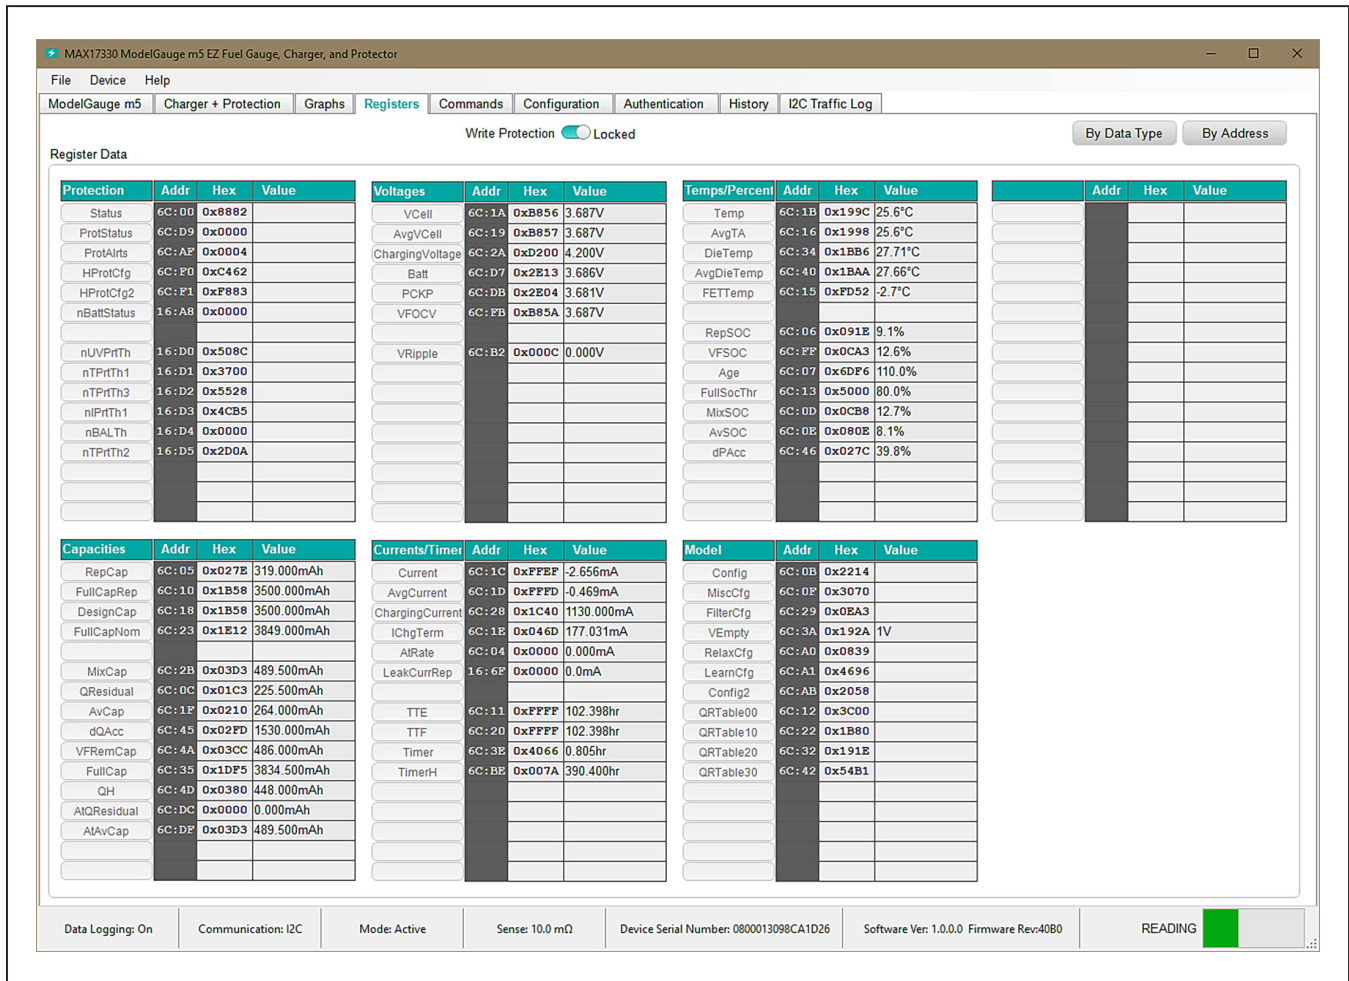 MAX17330 ModelGauge m5 EZ Fuel Gauge, Charger, and Protector
File Device Help
ModelGauge m5 Charger + Protection Graphs Registers Commands Configuration Authentication History I2C Traffic Log
Write Protection Locked By Data Type By Address
Register Data
Protection Addr Hex Value
Status 6C:00 0x8882
ProtStatus 6C:D9 0x0000
ProtAlrts 6C:AF 0x0004
HProtCfg 6C:F0 0xC462
HProtCfg2 6C:F1 0xF883
nBattStatus 16:A8 0x0000
nUVPrtTh 16:D0 0x508C
nTPrtTh1 16:D1 0x3700
nTPrtTh3 16:D2 0x5528
nIPrtTh1 16:D3 0x4CB5
nBALTh 16:D4 0x0000
nTPrtTh2 16:D5 0x2D0A
Voltages Addr Hex Value
VCell 6C:1A 0xB856 3.687V
AvgVCell 6C:19 0xB857 3.687V
ChargingVoltage 6C:2A 0xD200 4.200V
Batt 6C:D7 0x2E13 3.686V
PCKP 6C:DB 0x2E04 3.681V
VFOCV 6C:FB 0xB85A 3.687V
VRipple 6C:B2 0x000C 0.000V
Temps/Percent Addr Hex Value
Temp 6C:1B 0x199C 25.6°C
AvgTA 6C:16 0x1998 25.6°C
DieTemp 6C:34 0x1BB6 27.71°C
AvgDieTemp 6C:40 0x1BAA 27.66°C
FETTemp 6C:15 0xFD52 -2.7°C
RepSOC 6C:06 0x091E 9.1%
VFSOC 6C:FF 0x0CA3 12.6%
Age 6C:07 0x6DF6 110.0%
FullSocThr 6C:13 0x5000 80.0%
MixSOC 6C:0D 0x0CB8 12.7%
AvSOC 6C:0E 0x080E 8.1%
dPAcc 6C:46 0x027C 39.8%
Addr Hex Value
Capacities Addr Hex Value
RepCap 6C:05 0x027E 319.000mAh
FullCapRep 6C:10 0x1B58 3500.000mAh
DesignCap 6C:18 0x1B58 3500.000mAh
FullCapNom 6C:23 0x1E12 3849.000mAh
MixCap 6C:2B 0x03D3 489.500mAh
QResidual 6C:0C 0x01C3 225.500mAh
AvCap 6C:1F 0x0210 264.000mAh
dQAcc 6C:45 0x02FD 1530.000mAh
VFRemCap 6C:4A 0x03CC 486.000mAh
FullCap 6C:35 0x1DF5 3834.500mAh
QH 6C:4D 0x0380 448.000mAh
AtQResidual 6C:DC 0x0000 0.000mAh
AtAvCap 6C:DF 0x03D3 489.500mAh
Currents/Timer Addr Hex Value
Current 6C:1C 0xFFEF -2.656mA
AvgCurrent 6C:1D 0xFFFD -0.469mA
ChargingCurrent 6C:28 0x1C40 1130.000mA
IChgTerm 6C:1E 0x046D 177.031mA
AtRate 6C:04 0x0000 0.000mA
LeakCurrRep 16:6F 0x0000 0.0mA
TTE 6C:11 0xFFFF 102.398hr
TTF 6C:20 0xFFFF 102.398hr
Timer 6C:3E 0x4066 0.805hr
TimerH 6C:BE 0x007A 390.400hr
Model Addr Hex Value
Config 6C:0B 0x2214
MiscCfg 6C:0F 0x3070
FilterCfg 6C:29 0x0EA3
VEmpty 6C:3A 0x192A 1V
RelaxCfg 6C:A0 0x0839
LearnCfg 6C:A1 0x4696
Config2 6C:AB 0x2058
QRTable00 6C:12 0x3C00
QRTable10 6C:22 0x1B80
QRTable20 6C:32 0x191E
QRTable30 6C:42 0x54B1
Data Logging: On Communication: I2C Mode: Active Sense: 10.0 mΩ Device Serial Number: 0800013098CA1D26 Software Ver: 1.0.0.0 Firmware Rev:40B0 READING